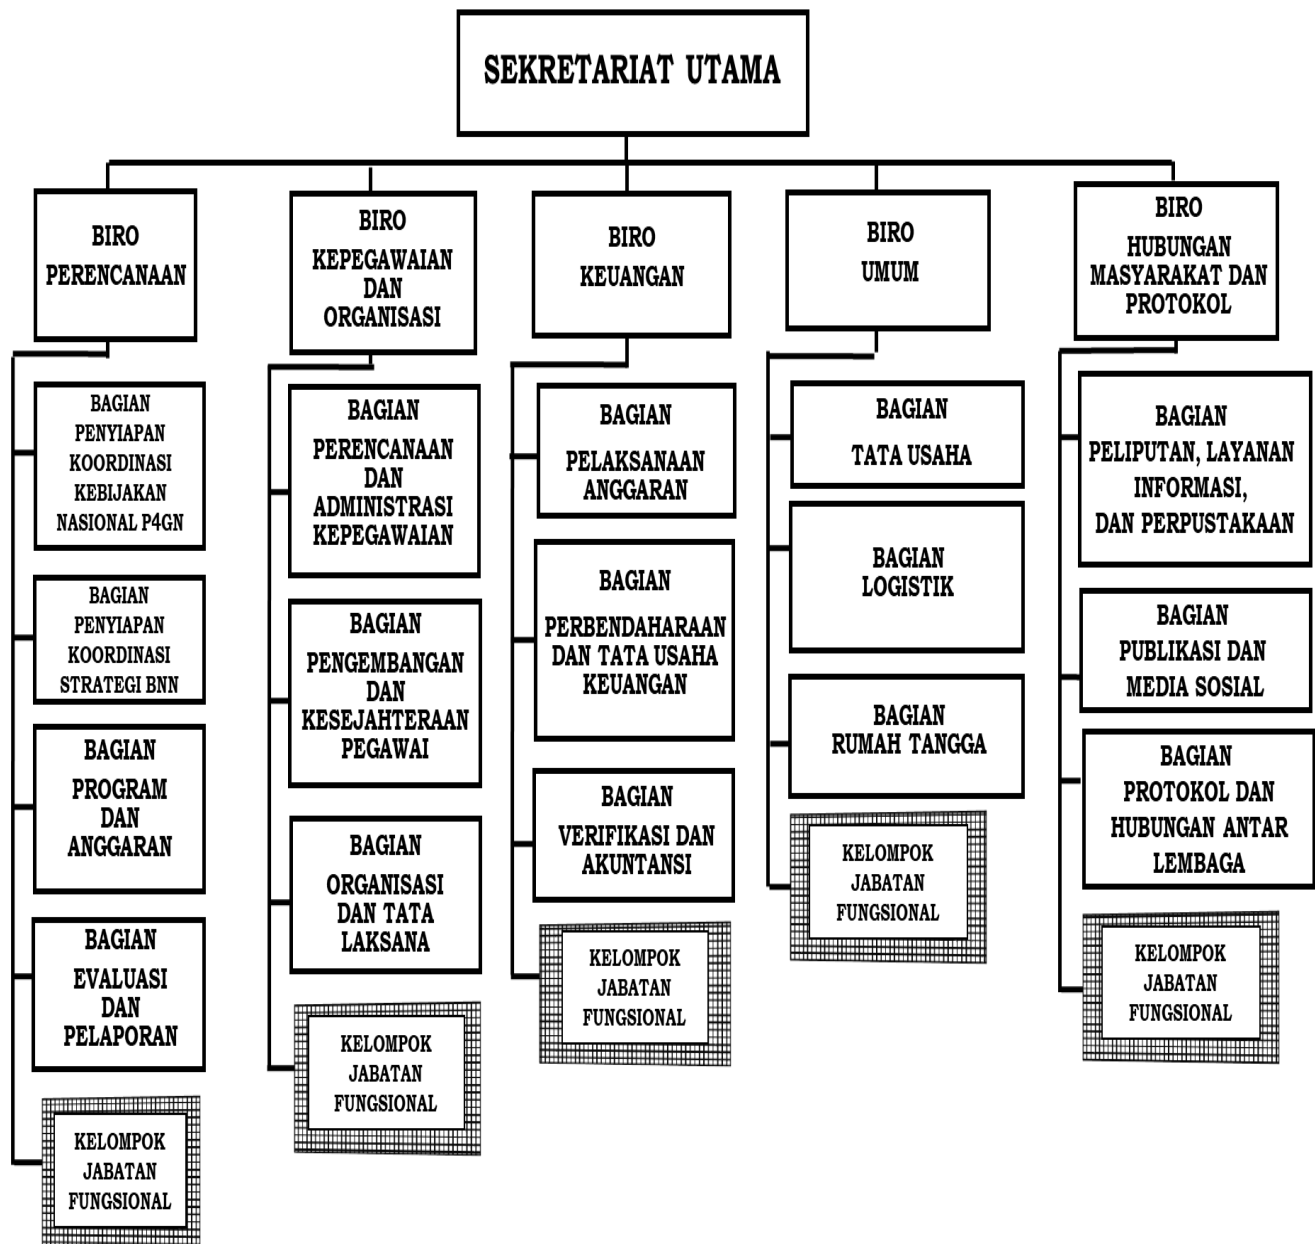 SEKRETARIAT UTAMA
BIRO
PERENCANAAN
BAGIAN
PENYIAPAN
KOORDINASI
KEBIJAKAN
NASIONAL P4GN
BAGIAN
PENYIAPAN
KOORDINASI
STRATEGI BNN
BAGIAN
PROGRAM
DAN
ANGGARAN
BAGIAN
EVALUASI
DAN
PELAPORAN
KELOMPOK
JABATAN
FUNGSIONAL
BIRO
KEPEGAWAIAN
DAN
ORGANISASI
BAGIAN
PERENCANAAN
DAN
ADMINISTRASI
KEPEGAWAIAN
BAGIAN
PENGEMBANGAN
DAN
KESEJAHTERAAN
PEGAWAI
BAGIAN
ORGANISASI
DAN TATA
LAKSANA
KELOMPOK
JABATAN
FUNGSIONAL
BIRO
KEUANGAN
BAGIAN
PELAKSANAAN
ANGGARAN
BAGIAN
PERBENDAHARAAN
DAN TATA USAHA
KEUANGAN
BAGIAN
VERIFIKASI DAN
AKUNTANSI
KELOMPOK
JABATAN
FUNGSIONAL
BIRO
UMUM
BAGIAN
TATA USAHA
BAGIAN
LOGISTIK
BAGIAN
RUMAH TANGGA
KELOMPOK
JABATAN
FUNGSIONAL
BIRO
HUBUNGAN
MASYARAKAT DAN
PROTOKOL
BAGIAN
PELIPUTAN, LAYANAN
INFORMASI,
DAN PERPUSTAKAAN
BAGIAN
PUBLIKASI DAN
MEDIA SOSIAL
BAGIAN
PROTOKOL DAN
HUBUNGAN ANTAR
LEMBAGA
KELOMPOK
JABATAN
FUNGSIONAL